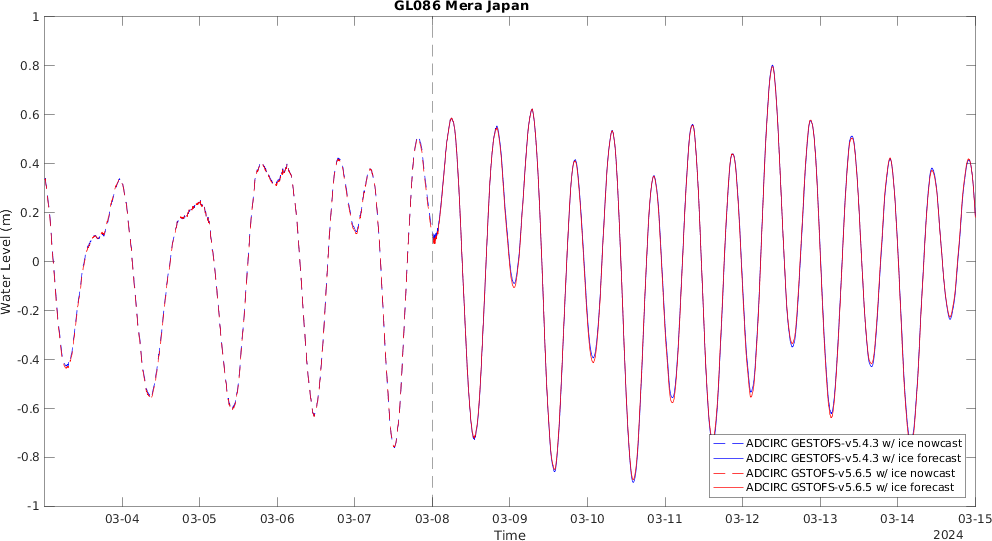 GL086 Mera Japan
Water Level (m)
1
0.8
0.6
0.4
0.2
0
-0.2
-0.4
-0.6
-0.8
-1
ADCIRC GESTOFS-v5.4.3 w/ ice nowcast
ADCIRC GESTOFS-v5.4.3 w/ ice forecast
ADCIRC GSTOFS-v5.6.5 w/ ice nowcast
ADCIRC GSTOFS-v5.6.5 w/ ice forecast
03-04 03-05 03-06 03-07 03-08 03-09 03-10 03-11 03-12 03-13 03-14 03-15
Time
2024